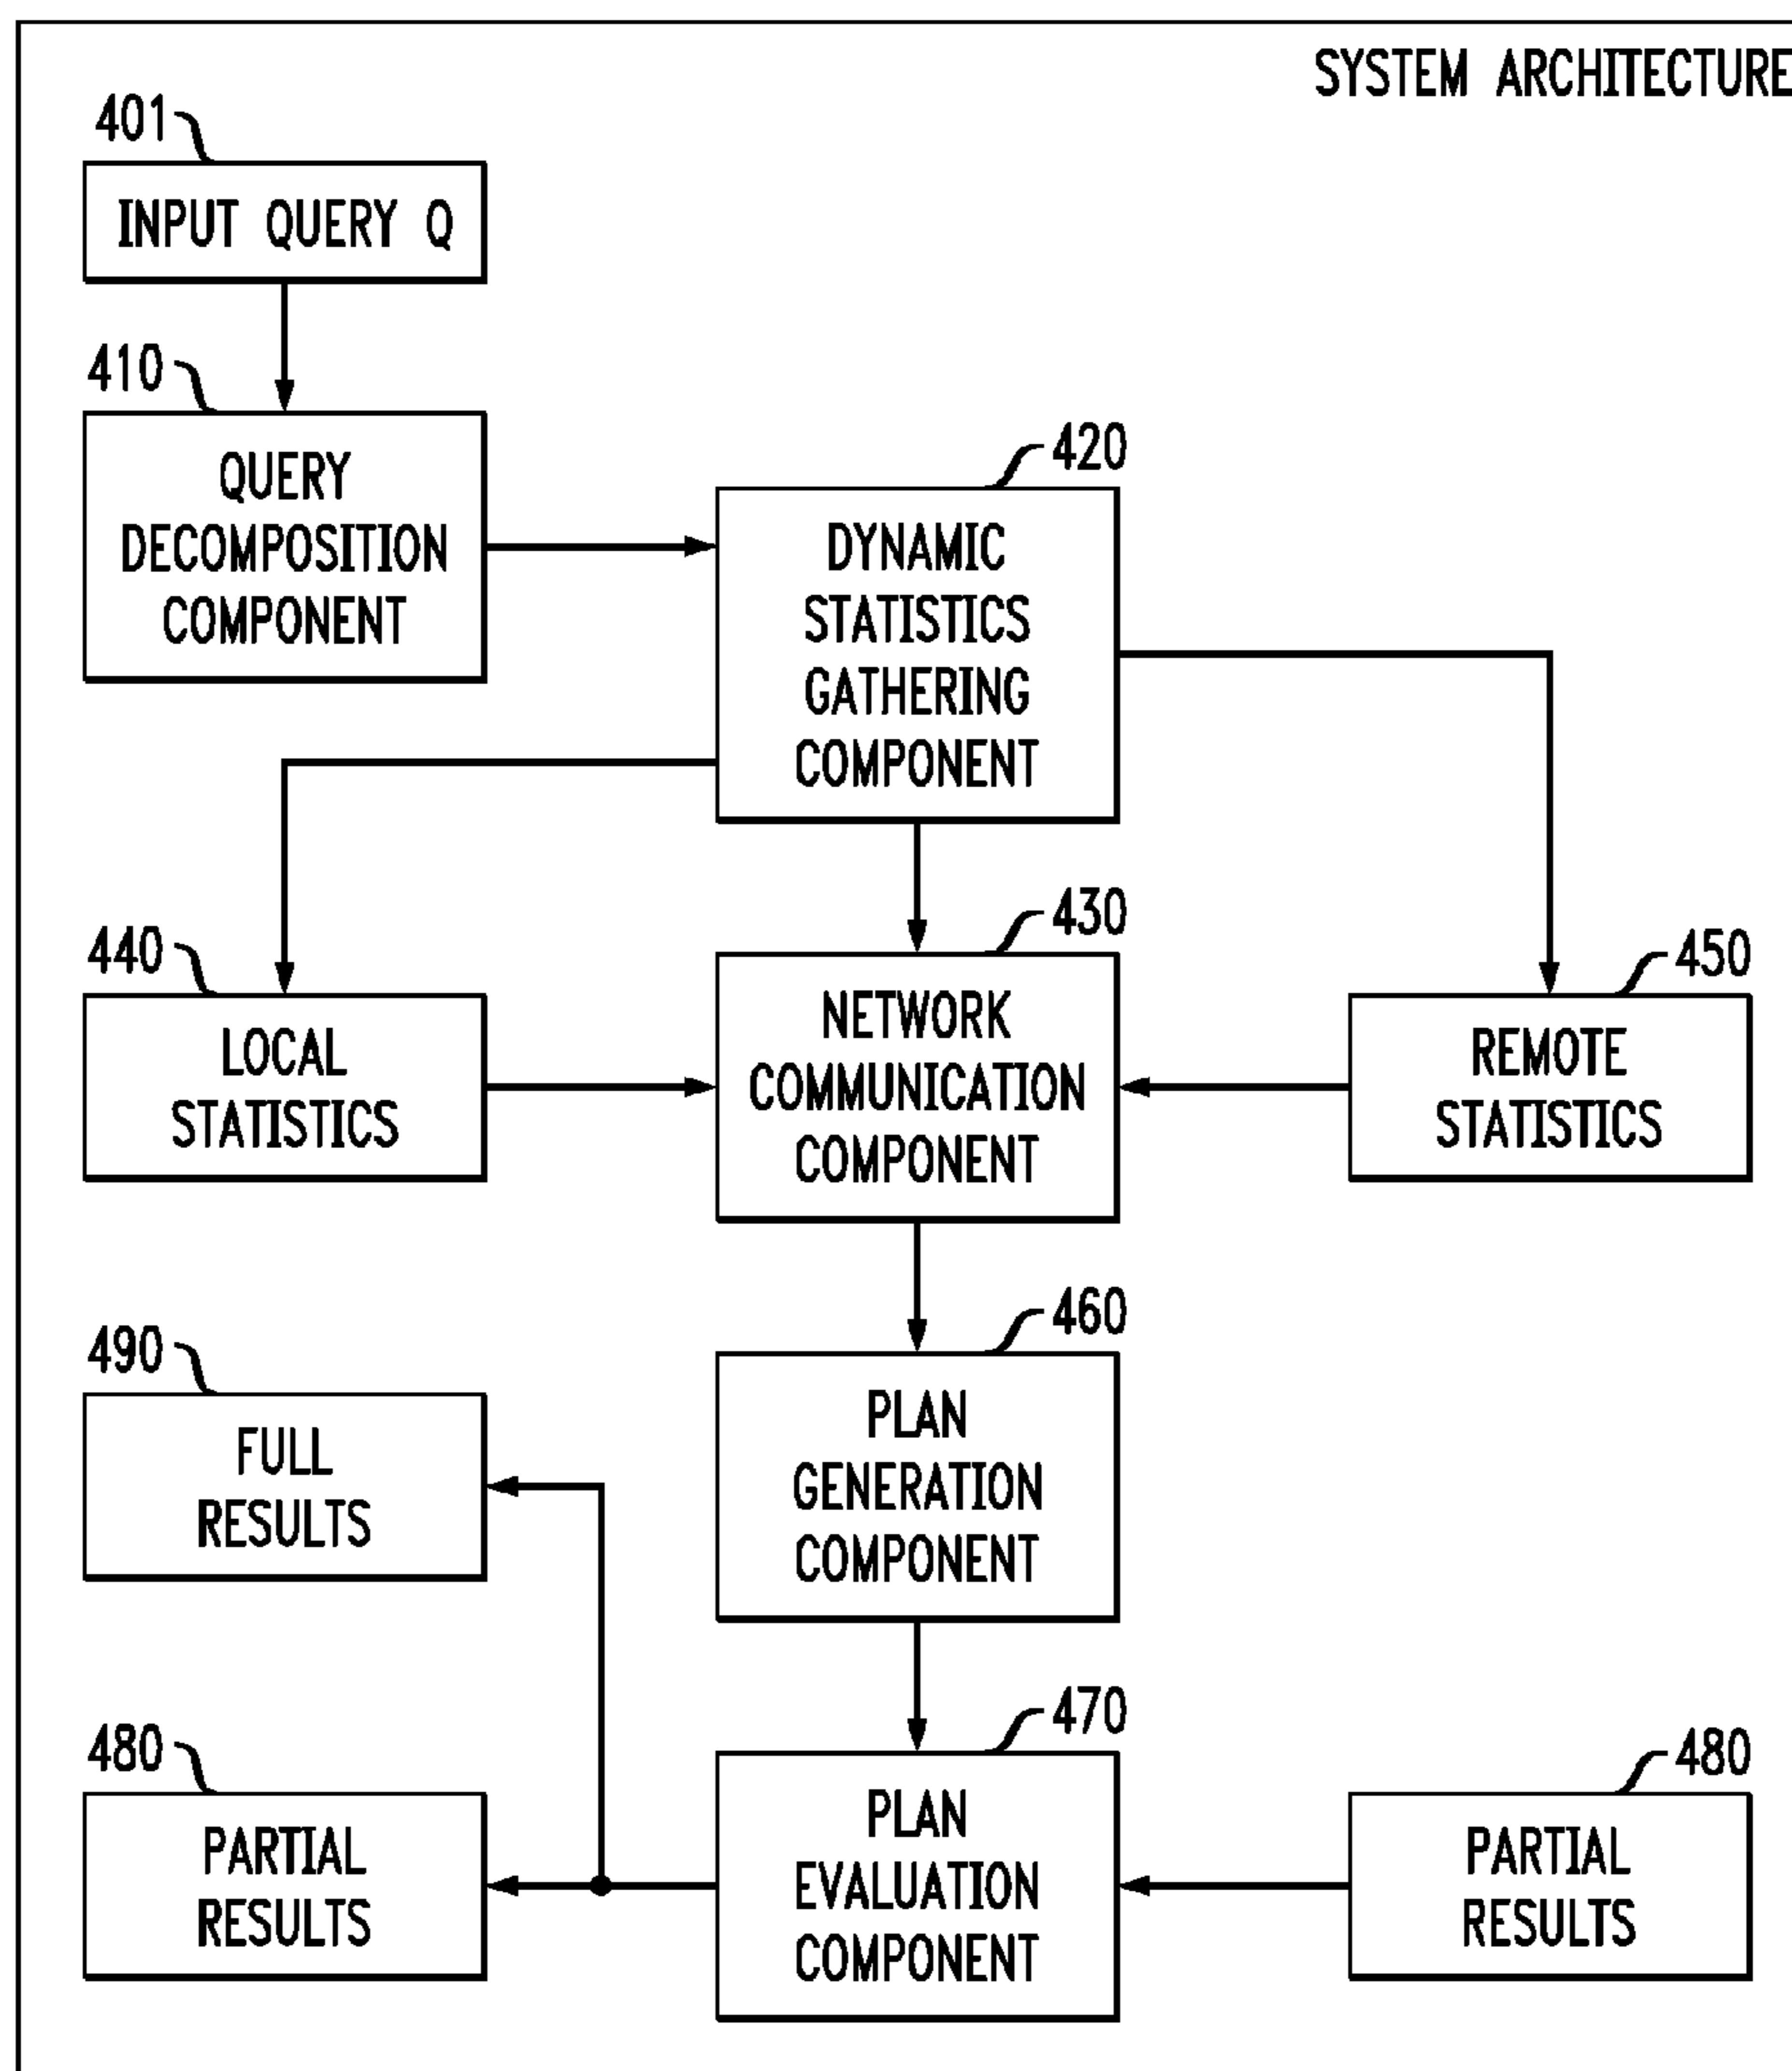 SYSTEM ARCHITECTURE
401
INPUT QUERY Q
410
QUERY
DECOMPOSITION
COMPONENT
420
DYNAMIC
STATISTICS
GATHERING
COMPONENT
430
NETWORK
COMMUNICATION
COMPONENT
440
LOCAL
STATISTICS
450
REMOTE
STATISTICS
460
PLAN
GENERATION
COMPONENT
490
FULL
RESULTS
470
PLAN
EVALUATION
COMPONENT
480
PARTIAL
RESULTS
480
PARTIAL
RESULTS